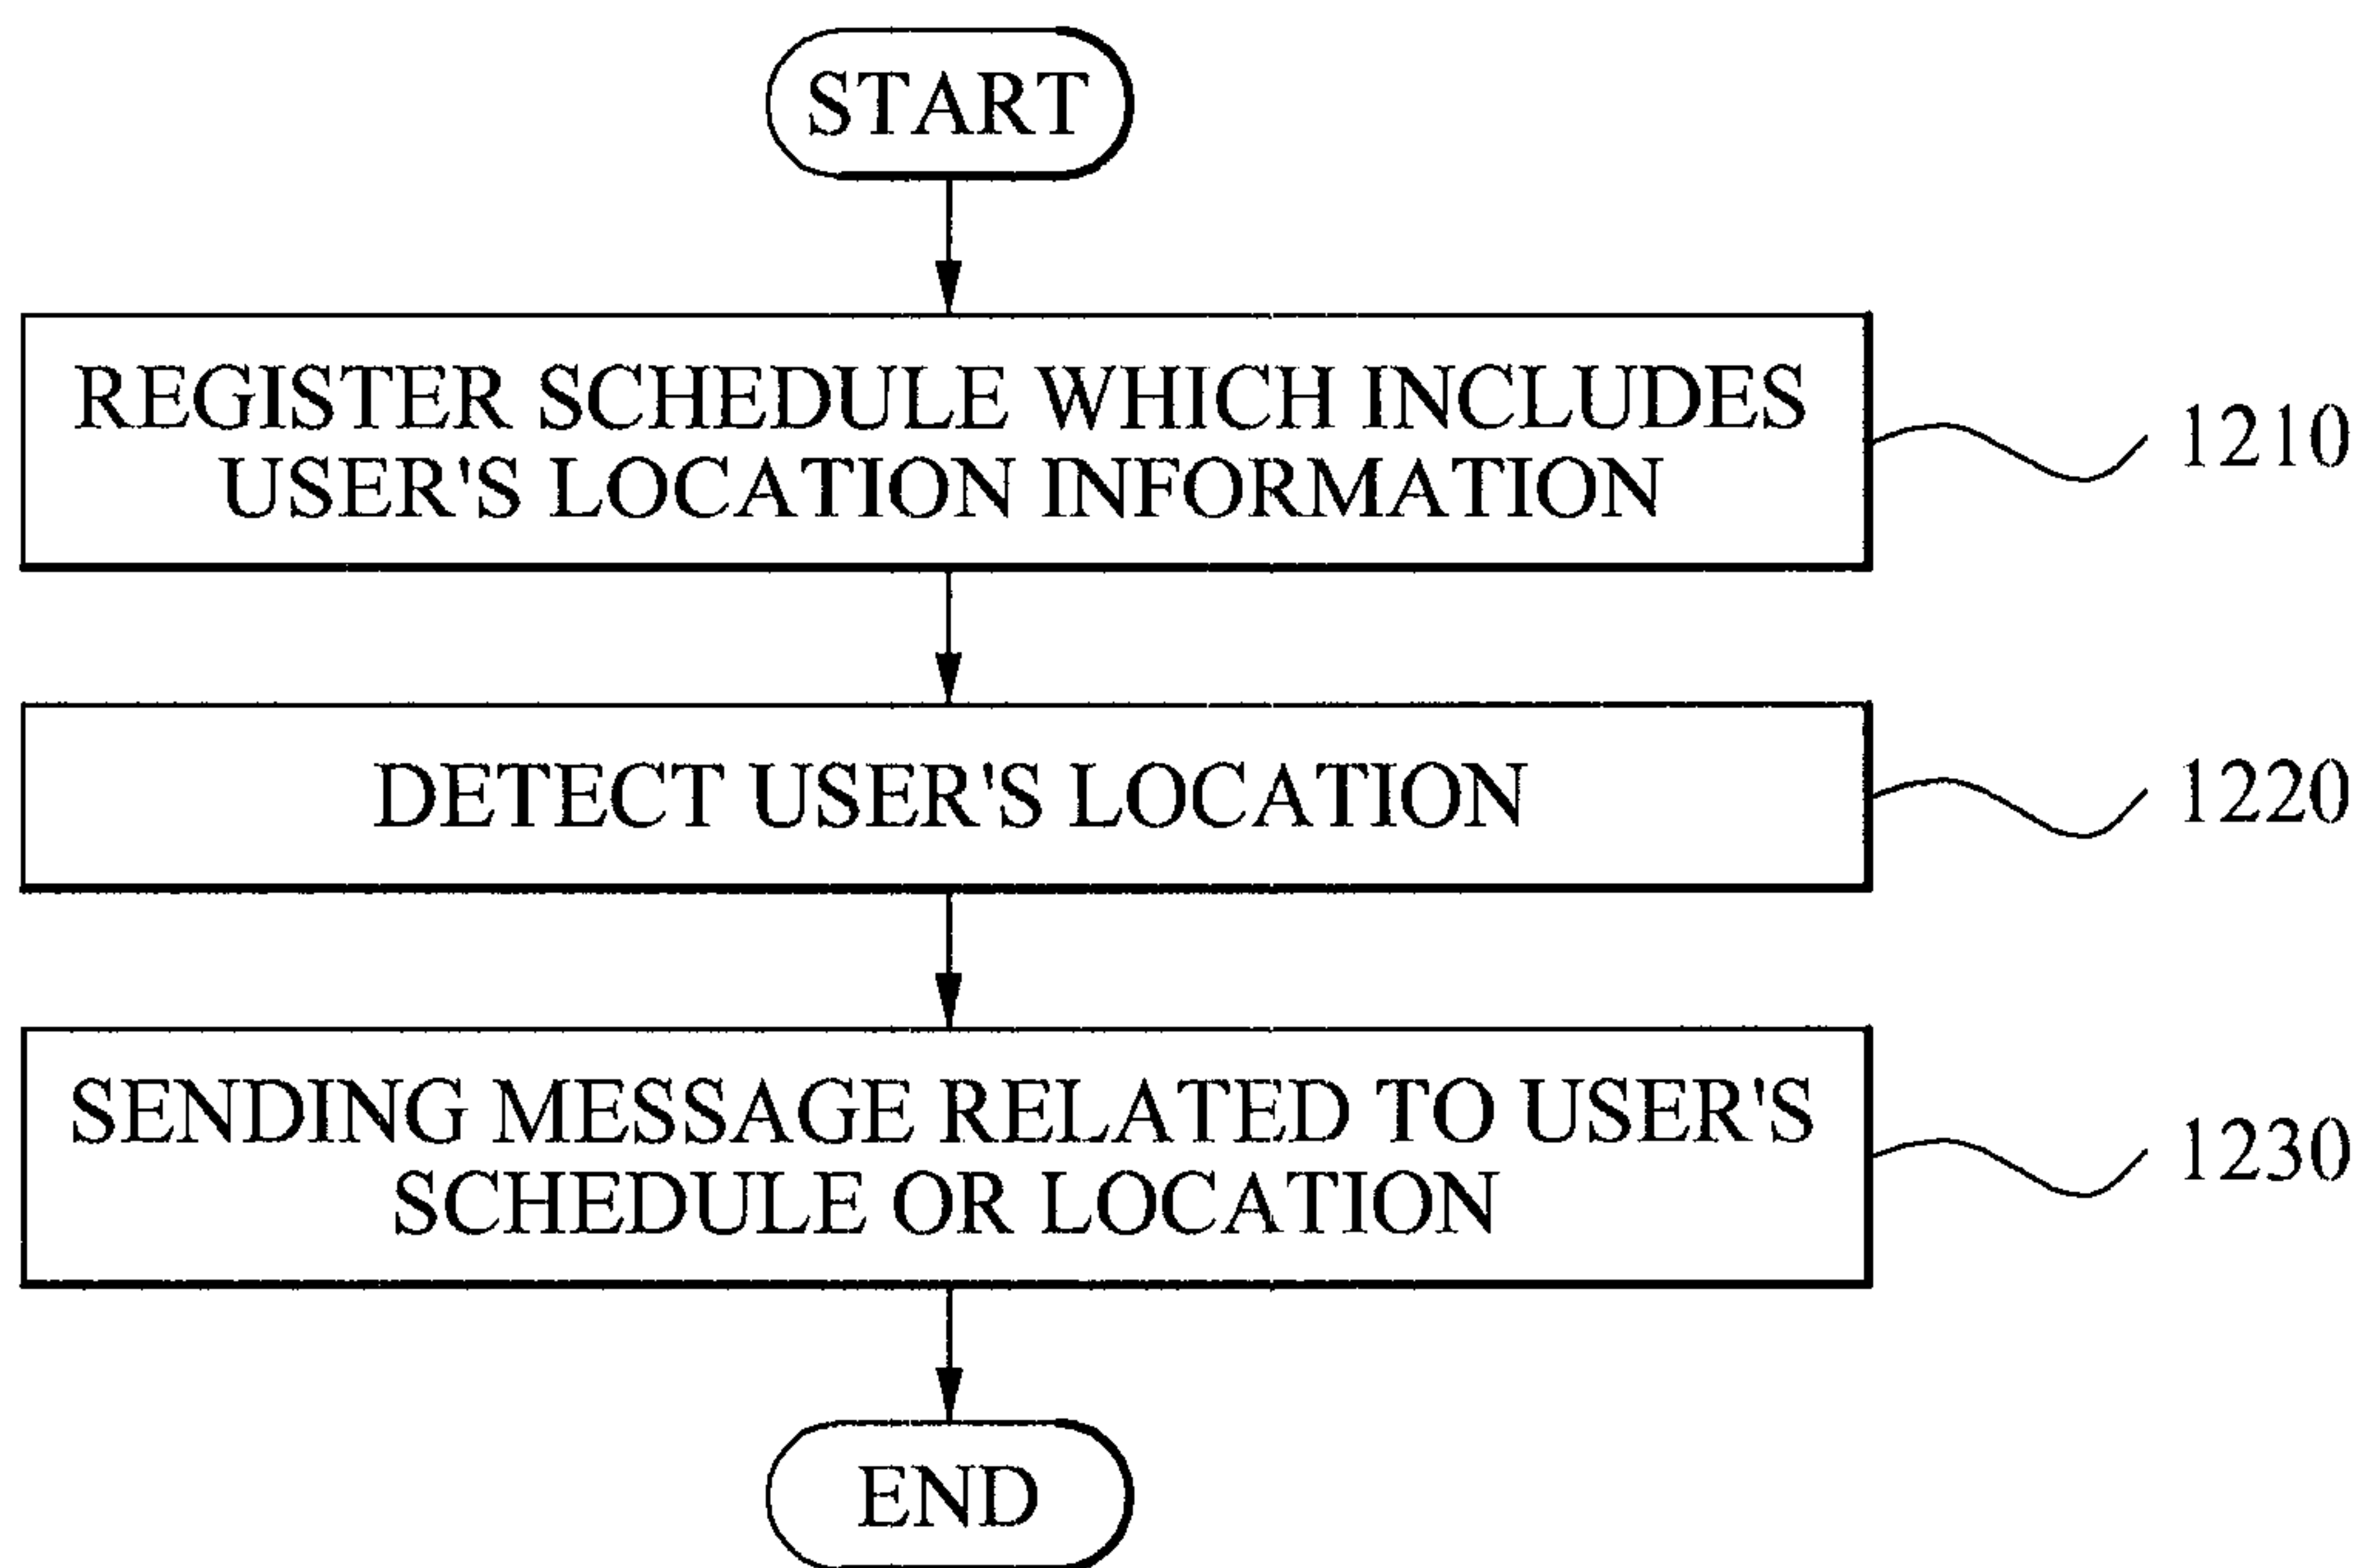 START
REGISTER SCHEDULE WHICH INCLUDES
USER'S LOCATION INFORMATION
1210
DETECT USER'S LOCATION
1220
SENDING MESSAGE RELATED TO USER'S
SCHEDULE OR LOCATION
1230
END